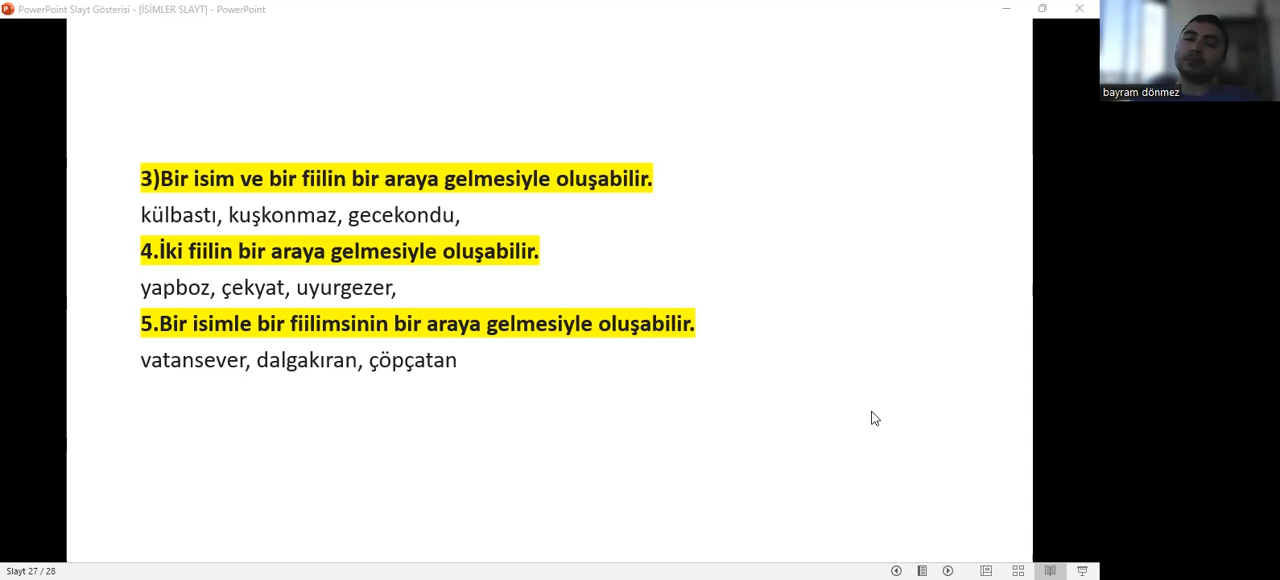 PowerPoint Slayt Gösterisi - [İSİMLER SLAYT] - PowerPoint
bayram dönmez
3)Bir isim ve bir fiilin bir araya gelmesiyle oluşabilir.
külbastı, kuşkonmaz, gecekondu,
4.İki fiilin bir araya gelmesiyle oluşabilir.
yapboz, çekyat, uyurgezer,
5.Bir isimle bir fiilimsinin bir araya gelmesiyle oluşabilir.
vatansever, dalgakıran, çöpçatan
Slayt 27 / 28